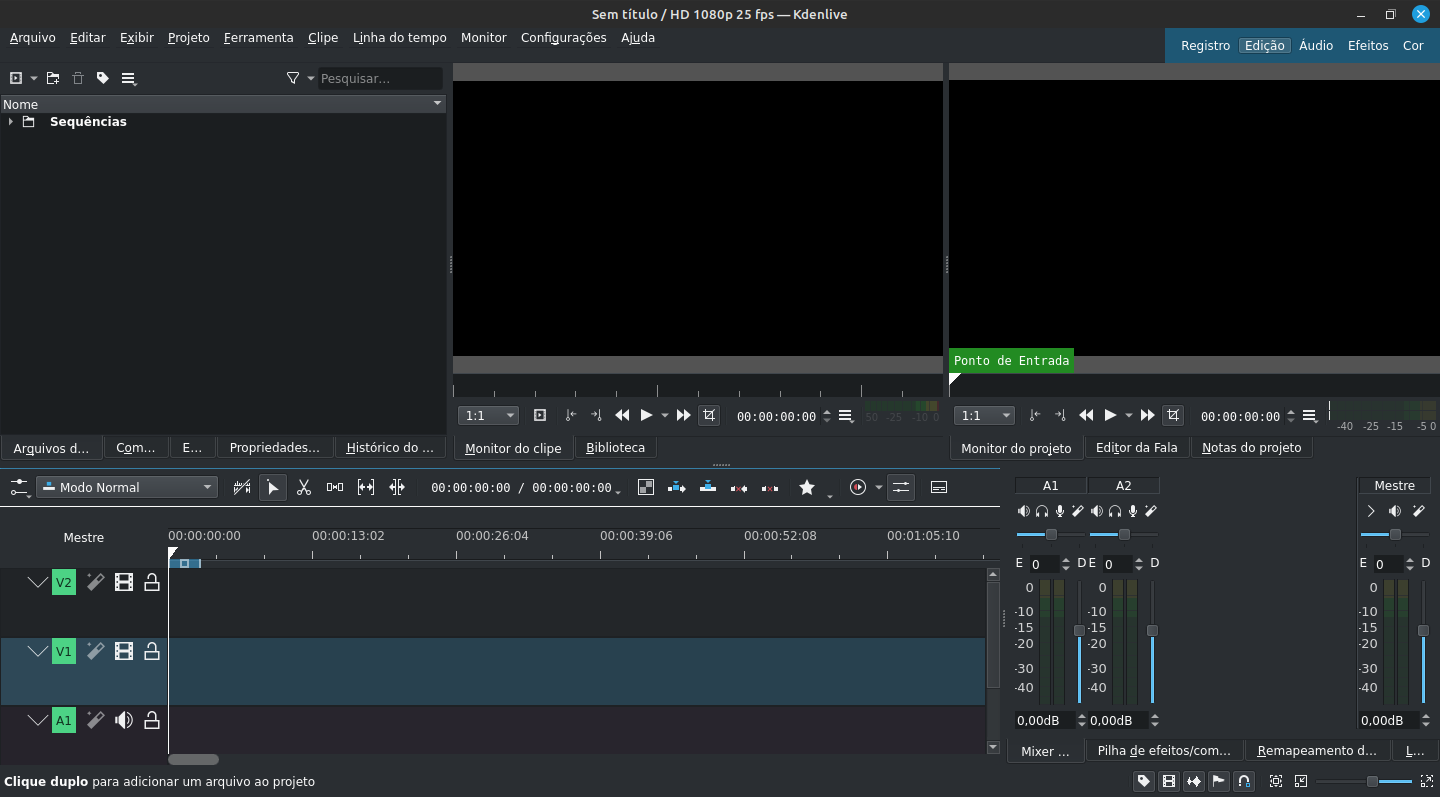 Sem título / HD 1080p 25 fps — Kdenlive
Arquivo Editar Exibir Projeto Ferramenta Clipe Linha do tempo Monitor Configurações Ajuda
Registro Edição Áudio Efeitos Cor
Pesquisar...
Nome
Sequências
Ponto de Entrada
1:1 00:00:00:00 50 -25 -10 0
1:1 00:00:00:00 -40 -25 -15 -5 0
Arquivos d... Com... E... Propriedades... Histórico do ...
Monitor do clipe Biblioteca
Monitor do projeto Editor da Fala Notas do projeto
Modo Normal 00:00:00:00 / 00:00:00:00
Mestre 00:00:00:00 00:00:13:02 00:00:26:04 00:00:39:06 00:00:52:08 00:01:05:10
V2
V1
A1
A1 A2 Mestre
E 0 D E 0 D E 0 D
0 0 0
-10 -10 -10
-15 -15 -15
-20 -20 -20
-30 -30 -30
-40 -40 -40
0,00dB 0,00dB 0,00dB
Mixer ... Pilha de efeitos/com... Remapeamento d... L...
Clique duplo para adicionar um arquivo ao projeto